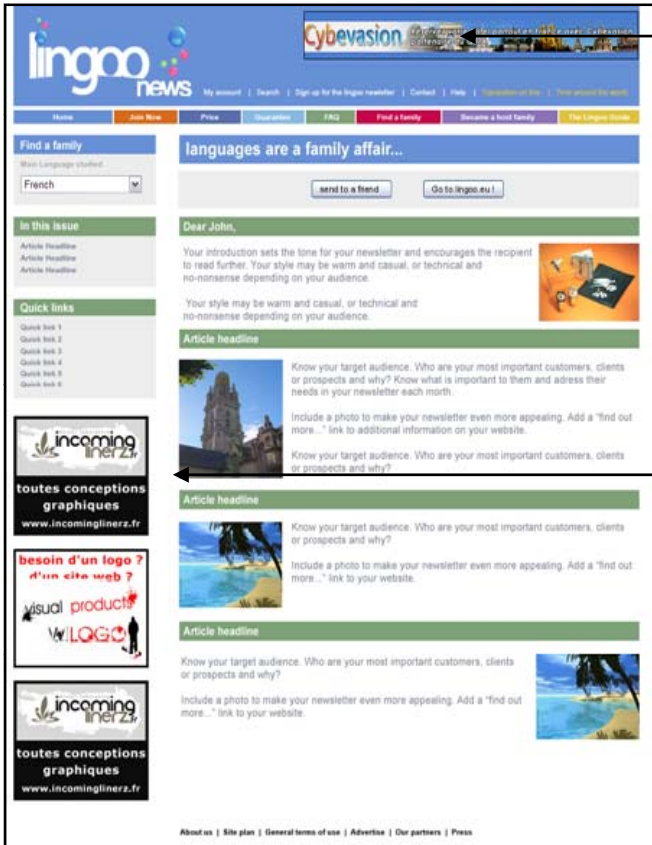 lingoo
news
Cybevasion
Réservez votre hotel partout en France avec Cybevasion
partenaire de
My account | Search | Sign up for the lingoo newsletter | Contact | Help | Translation on line | Time around the world
Home
Join Now
Price
Guarantee
FAQ
Find a family
Became a host family
The Lingoo Guide
Find a family
Main Language studied
French
In this issue
Article Headline
Article Headline
Article Headline
Quick links
Quick link 1
Quick link 2
Quick link 3
Quick link 4
Quick link 5
Quick link 6
incoming
linerz.fr
toutes conceptions
graphiques
www.incominglinerz.fr
besoin d'un logo ?
d'un site web ?
visual products
LOGO
incoming
linerz.fr
toutes conceptions
graphiques
www.incominglinerz.fr
languages are a family affair...
send to a friend
Go to lingoo.eu !
Dear John,
Your introduction sets the tone for your newsletter and encourages the recipient
to read further. Your style may be warm and casual, or technical and
no-nonsense depending on your audience.
Your style may be warm and casual, or technical and
no-nonsense depending on your audience.
Article headline
Know your target audience. Who are your most important customers, clients
or prospects and why? Know what is important to them and adress their
needs in your newsletter each month.
Include a photo to make your newsletter even more appealing. Add a "find out
more..." link to additional information on your website.
Know your target audience. Who are your most important customers, clients
or prospects and why?
Article headline
Know your target audience. Who are your most important customers, clients
or prospects and why?
Include a photo to make your newsletter even more appealing. Add a "find out
more..." link to your website.
Article headline
Know your target audience. Who are your most important customers, clients
or prospects and why?
Include a photo to make your newsletter even more appealing. Add a "find out
more..." link to your website.
About us | Site plan | General terms of use | Advertise | Our partners | Press